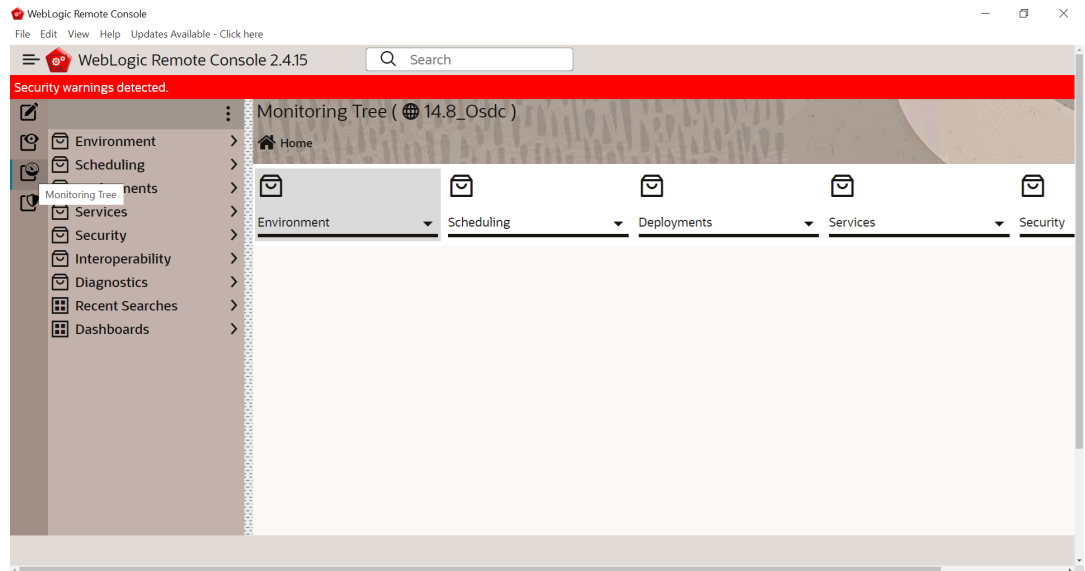 WebLogic Remote Console
File Edit View Help Updates Available - Click here
WebLogic Remote Console 2.4.15
Search
Security warnings detected.
Monitoring Tree ( 14.8_Osdc )
Home
Environment
Scheduling
ments
Monitoring Tree
Services
Security
Interoperability
Diagnostics
Recent Searches
Dashboards
Environment
Scheduling
Deployments
Services
Security